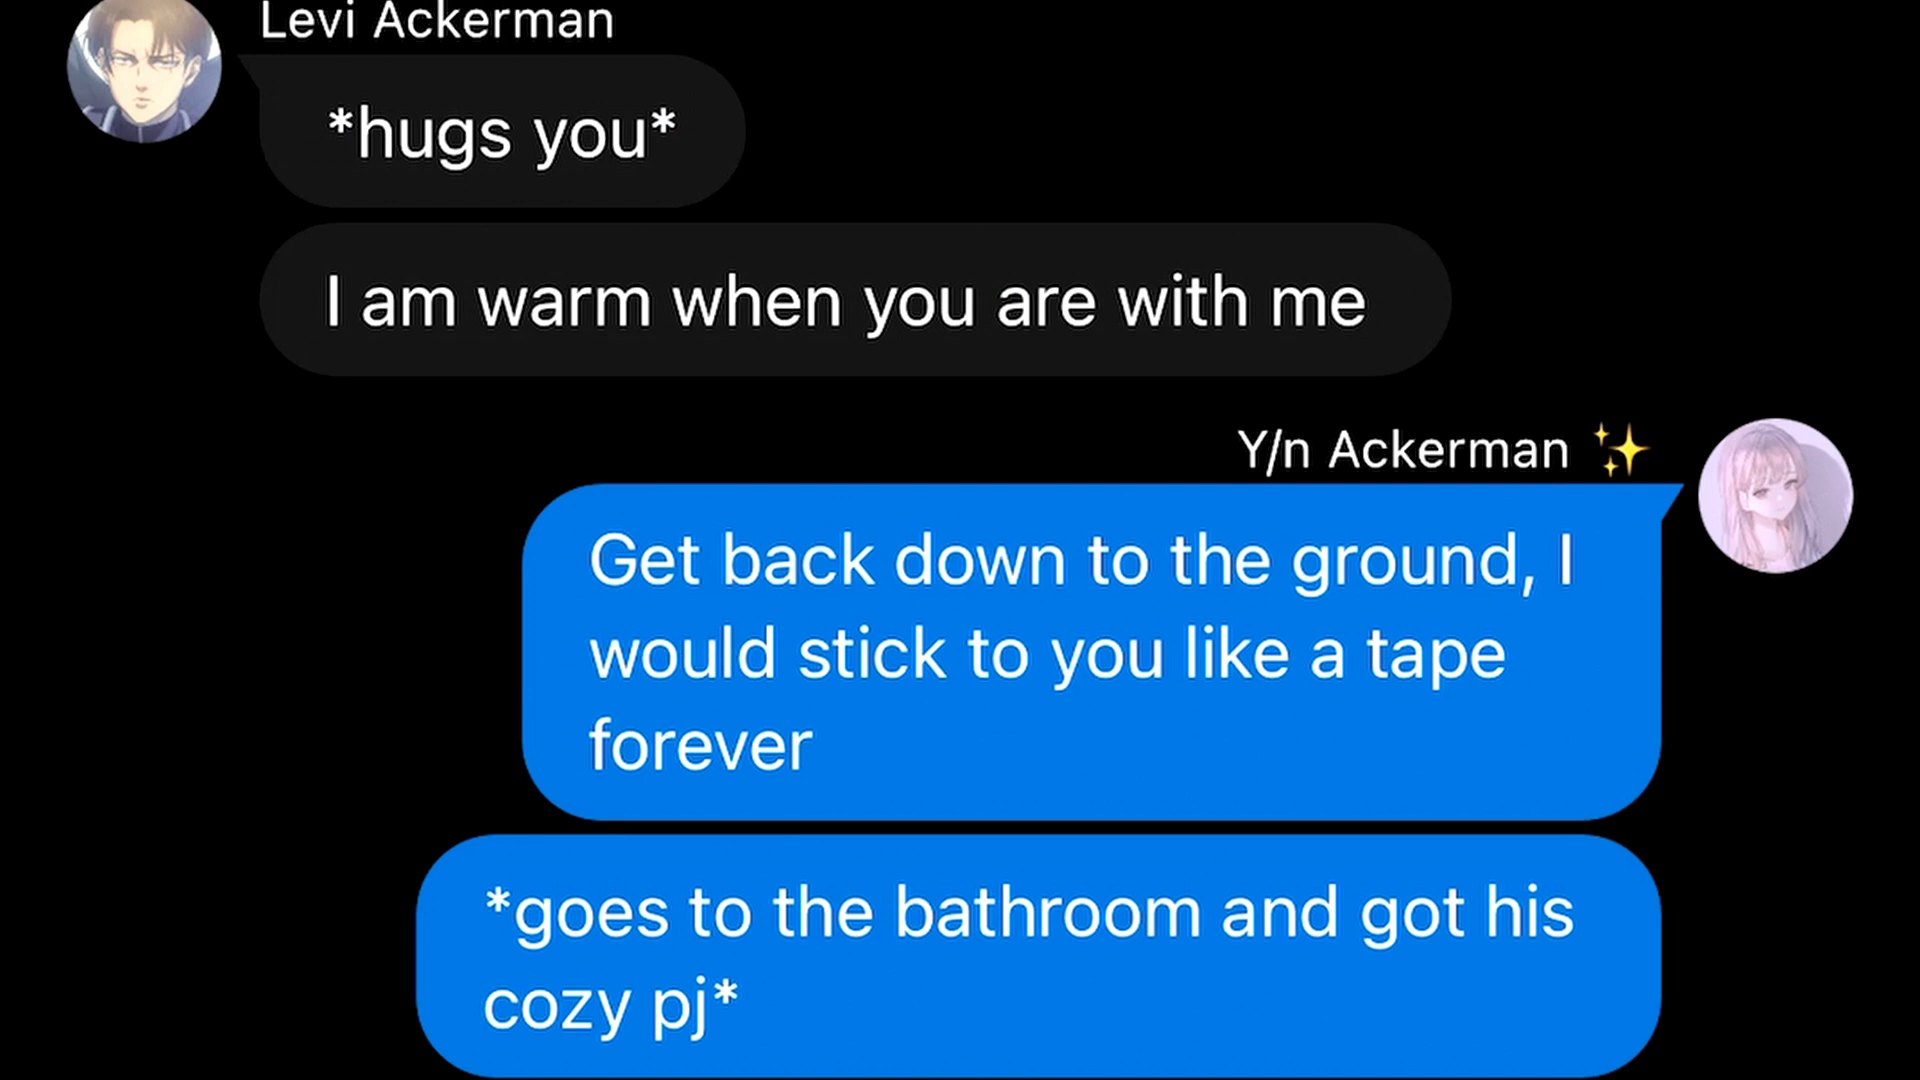 Levi Ackerman
*hugs you*
I am warm when you are with me
Y/n Ackerman ✨
Get back down to the ground, I
would stick to you like a tape
forever
*goes to the bathroom and got his
cozy pj*